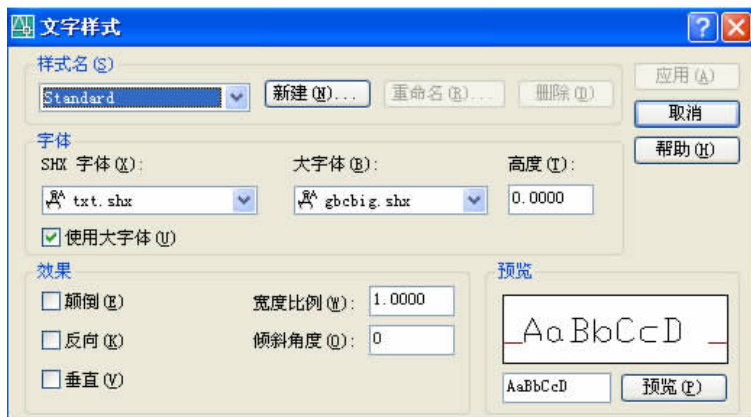 文字样式
样式名(S)
Standard 新建(N)... 重命名(R)... 删除(D) 应用(A)
取消
字体 帮助(H)
SHX 字体(X): 大字体(B): 高度(T):
txt.shx gbcbig.shx 0.0000
使用大字体(U)
效果 预览
颠倒(E) 宽度比例(W): 1.0000
AaBbCcD
反向(K) 倾斜角度(O): 0
垂直(V) AaBbCcD 预览(P)